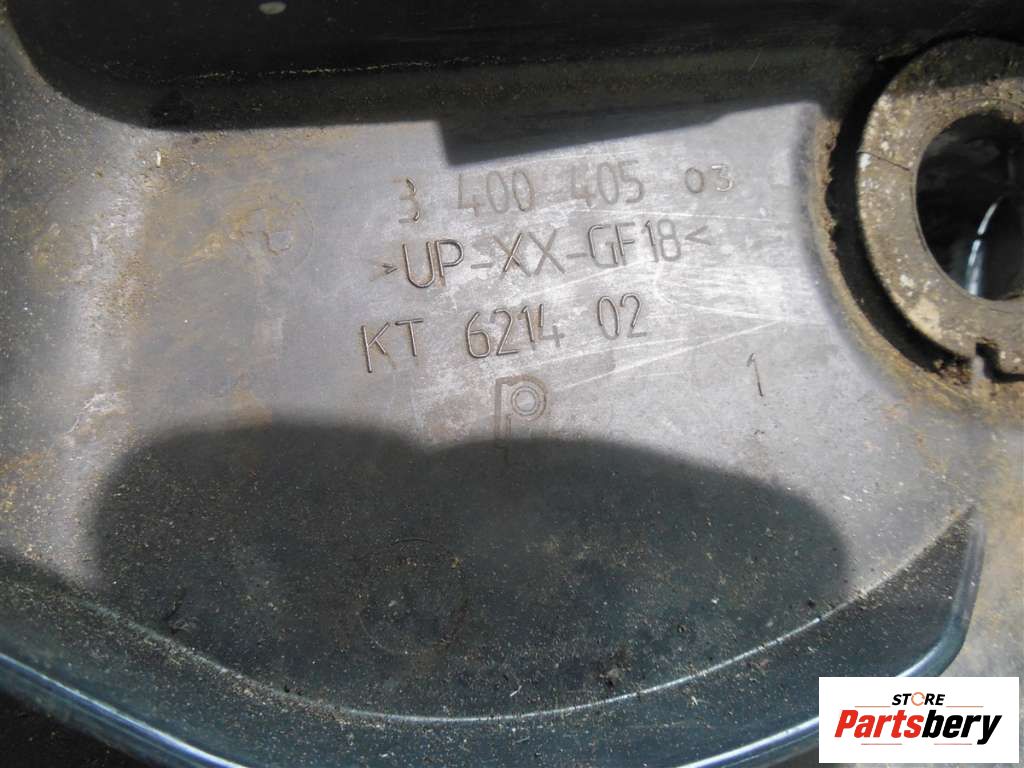 3 400 405 03
>UP-XX-GF18<
KT 6214 02
1
STORE
Partsbery